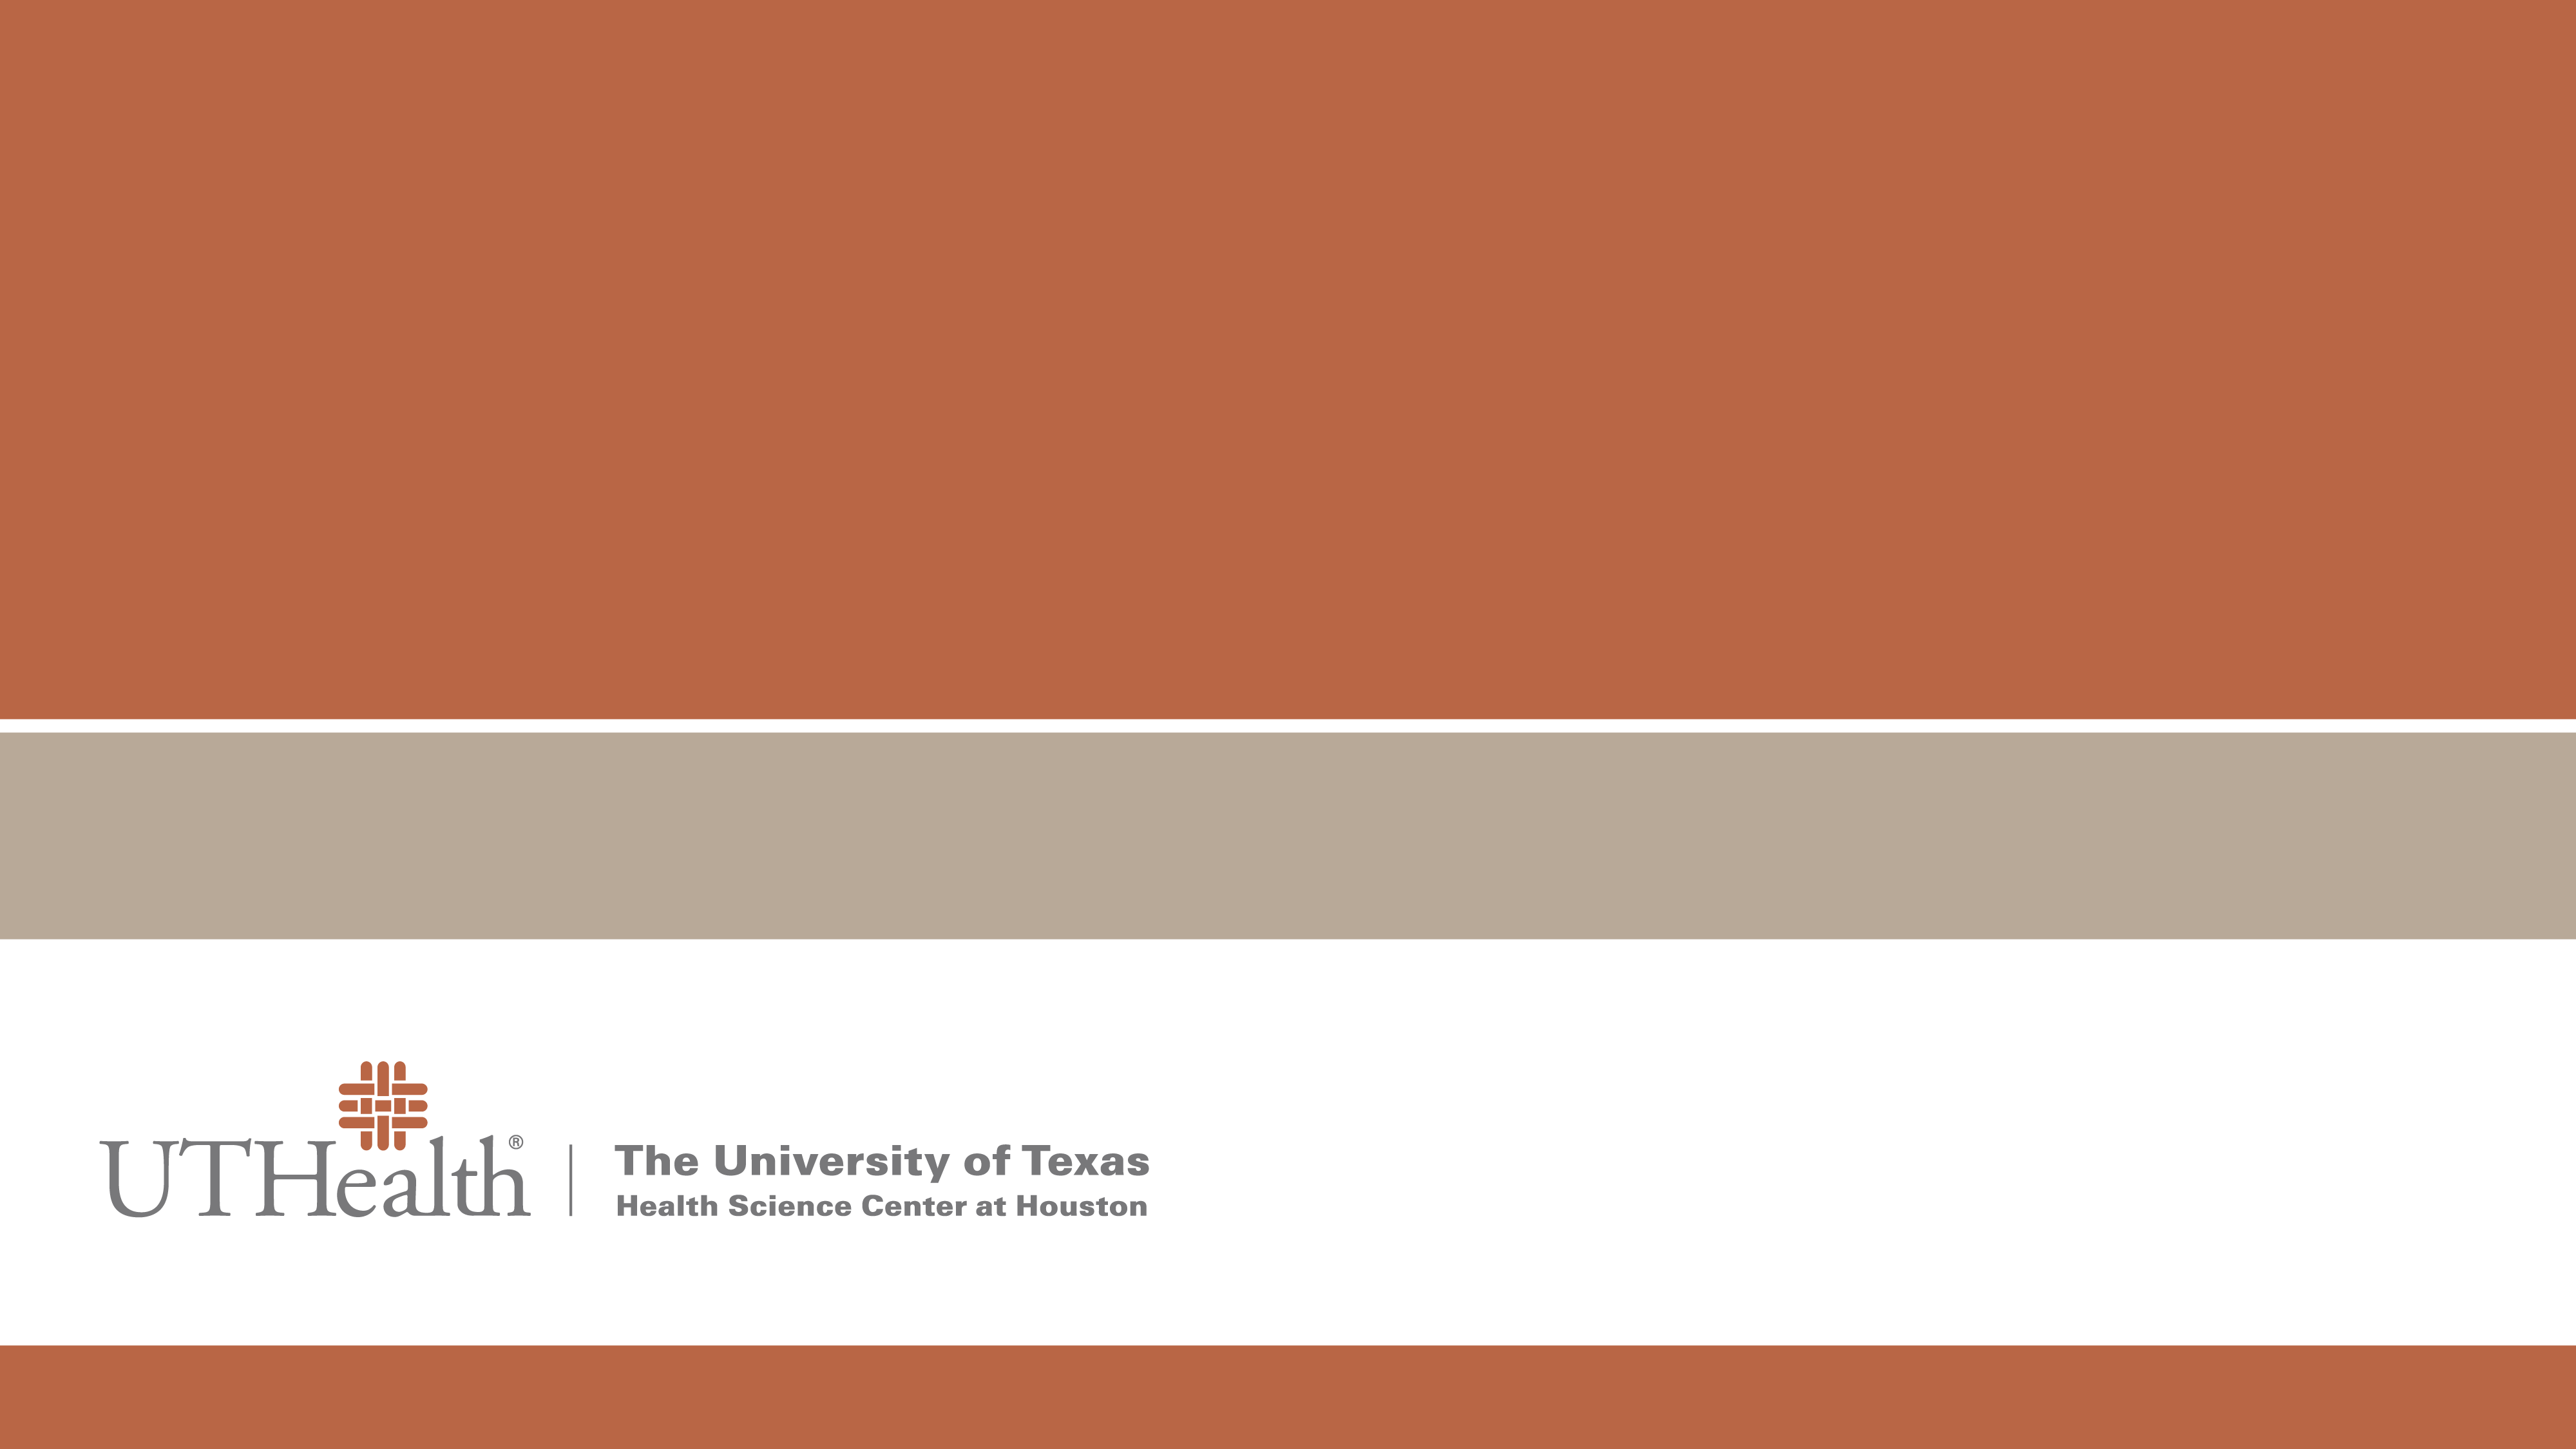 UTHealth®
The University of Texas
Health Science Center at Houston